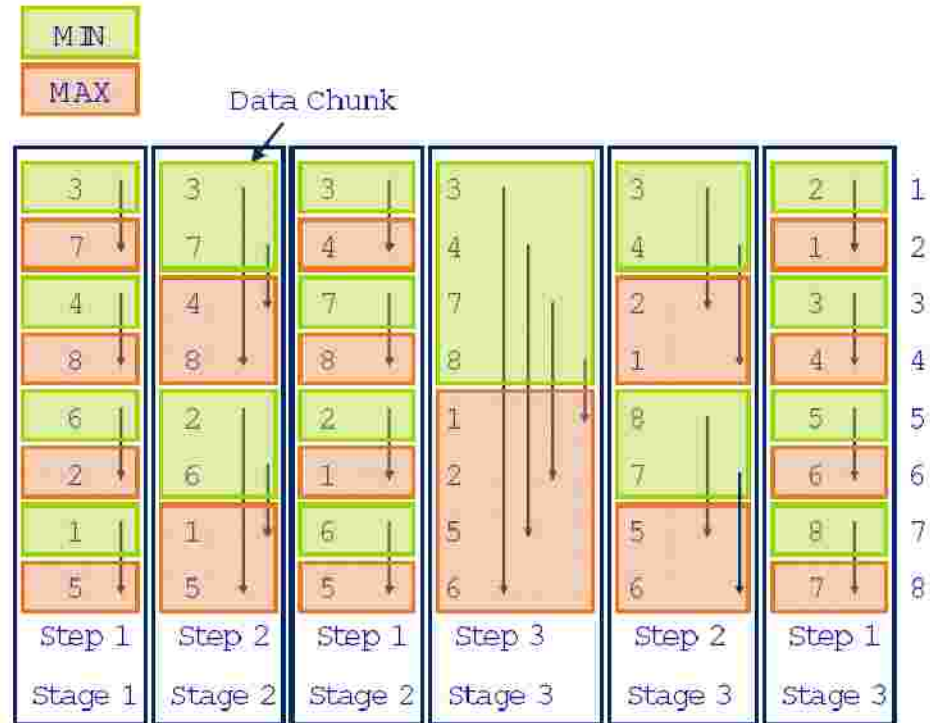 MIN
MAX
Data Chunk
3 3 3 3 3 2 1
7 7 4 4 4 1 2
4 4 7 7 2 3 3
8 8 8 8 1 4 4
6 2 2 1 8 5 5
2 6 1 2 7 6 6
1 1 6 5 5 8 7
5 5 5 6 6 7 8
Step 1 Step 2 Step 1 Step 3 Step 2 Step 1
Stage 1 Stage 2 Stage 2 Stage 3 Stage 3 Stage 3